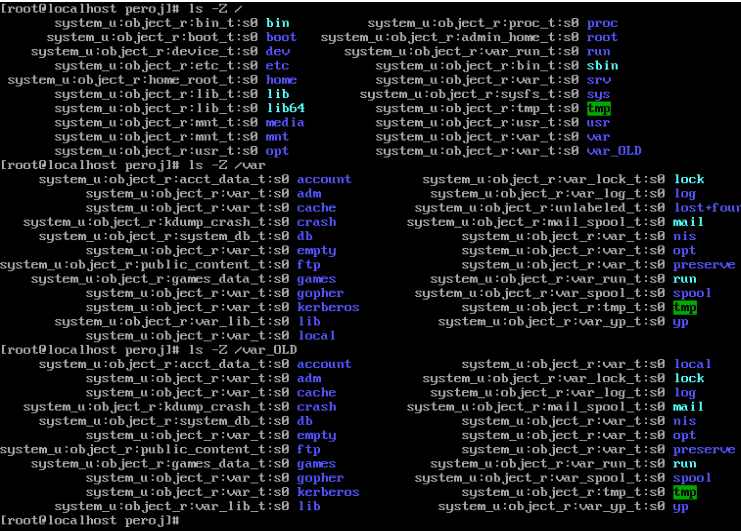 [root@localhost peroj]# ls -Z /
system_u:object_r:bin_t:s0 bin system_u:object_r:proc_t:s0 proc
system_u:object_r:boot_t:s0 boot system_u:object_r:admin_home_t:s0 root
system_u:object_r:device_t:s0 dev system_u:object_r:var_run_t:s0 run
system_u:object_r:etc_t:s0 etc system_u:object_r:bin_t:s0 sbin
system_u:object_r:home_root_t:s0 home system_u:object_r:var_t:s0 srv
system_u:object_r:lib_t:s0 lib system_u:object_r:sysfs_t:s0 sys
system_u:object_r:lib_t:s0 lib64 system_u:object_r:tmp_t:s0 tmp
system_u:object_r:mnt_t:s0 media system_u:object_r:usr_t:s0 usr
system_u:object_r:mnt_t:s0 mnt system_u:object_r:var_t:s0 var
system_u:object_r:usr_t:s0 opt system_u:object_r:var_t:s0 var_OLD
[root@localhost peroj]# ls -Z /var
system_u:object_r:acct_data_t:s0 account system_u:object_r:var_lock_t:s0 lock
system_u:object_r:var_t:s0 adm system_u:object_r:var_log_t:s0 log
system_u:object_r:var_t:s0 cache system_u:object_r:unlabeled_t:s0 lost+foun
system_u:object_r:kdump_crash_t:s0 crash system_u:object_r:mail_spool_t:s0 mail
system_u:object_r:system_db_t:s0 db system_u:object_r:var_t:s0 nis
system_u:object_r:var_t:s0 empty system_u:object_r:var_t:s0 opt
system_u:object_r:public_content_t:s0 ftp system_u:object_r:var_t:s0 preserve
system_u:object_r:games_data_t:s0 games system_u:object_r:var_run_t:s0 run
system_u:object_r:var_t:s0 gopher system_u:object_r:var_spool_t:s0 spool
system_u:object_r:var_t:s0 kerberos system_u:object_r:tmp_t:s0 tmp
system_u:object_r:var_lib_t:s0 lib system_u:object_r:var_yp_t:s0 yp
system_u:object_r:var_t:s0 local
[root@localhost peroj]# ls -Z /var_OLD
system_u:object_r:acct_data_t:s0 account system_u:object_r:var_t:s0 local
system_u:object_r:var_t:s0 adm system_u:object_r:var_lock_t:s0 lock
system_u:object_r:var_t:s0 cache system_u:object_r:var_log_t:s0 log
system_u:object_r:kdump_crash_t:s0 crash system_u:object_r:mail_spool_t:s0 mail
system_u:object_r:system_db_t:s0 db system_u:object_r:var_t:s0 nis
system_u:object_r:var_t:s0 empty system_u:object_r:var_t:s0 opt
system_u:object_r:public_content_t:s0 ftp system_u:object_r:var_t:s0 preserve
system_u:object_r:games_data_t:s0 games system_u:object_r:var_run_t:s0 run
system_u:object_r:var_t:s0 gopher system_u:object_r:var_spool_t:s0 spool
system_u:object_r:var_t:s0 kerberos system_u:object_r:tmp_t:s0 tmp
system_u:object_r:var_lib_t:s0 lib system_u:object_r:var_yp_t:s0 yp
[root@localhost peroj]#